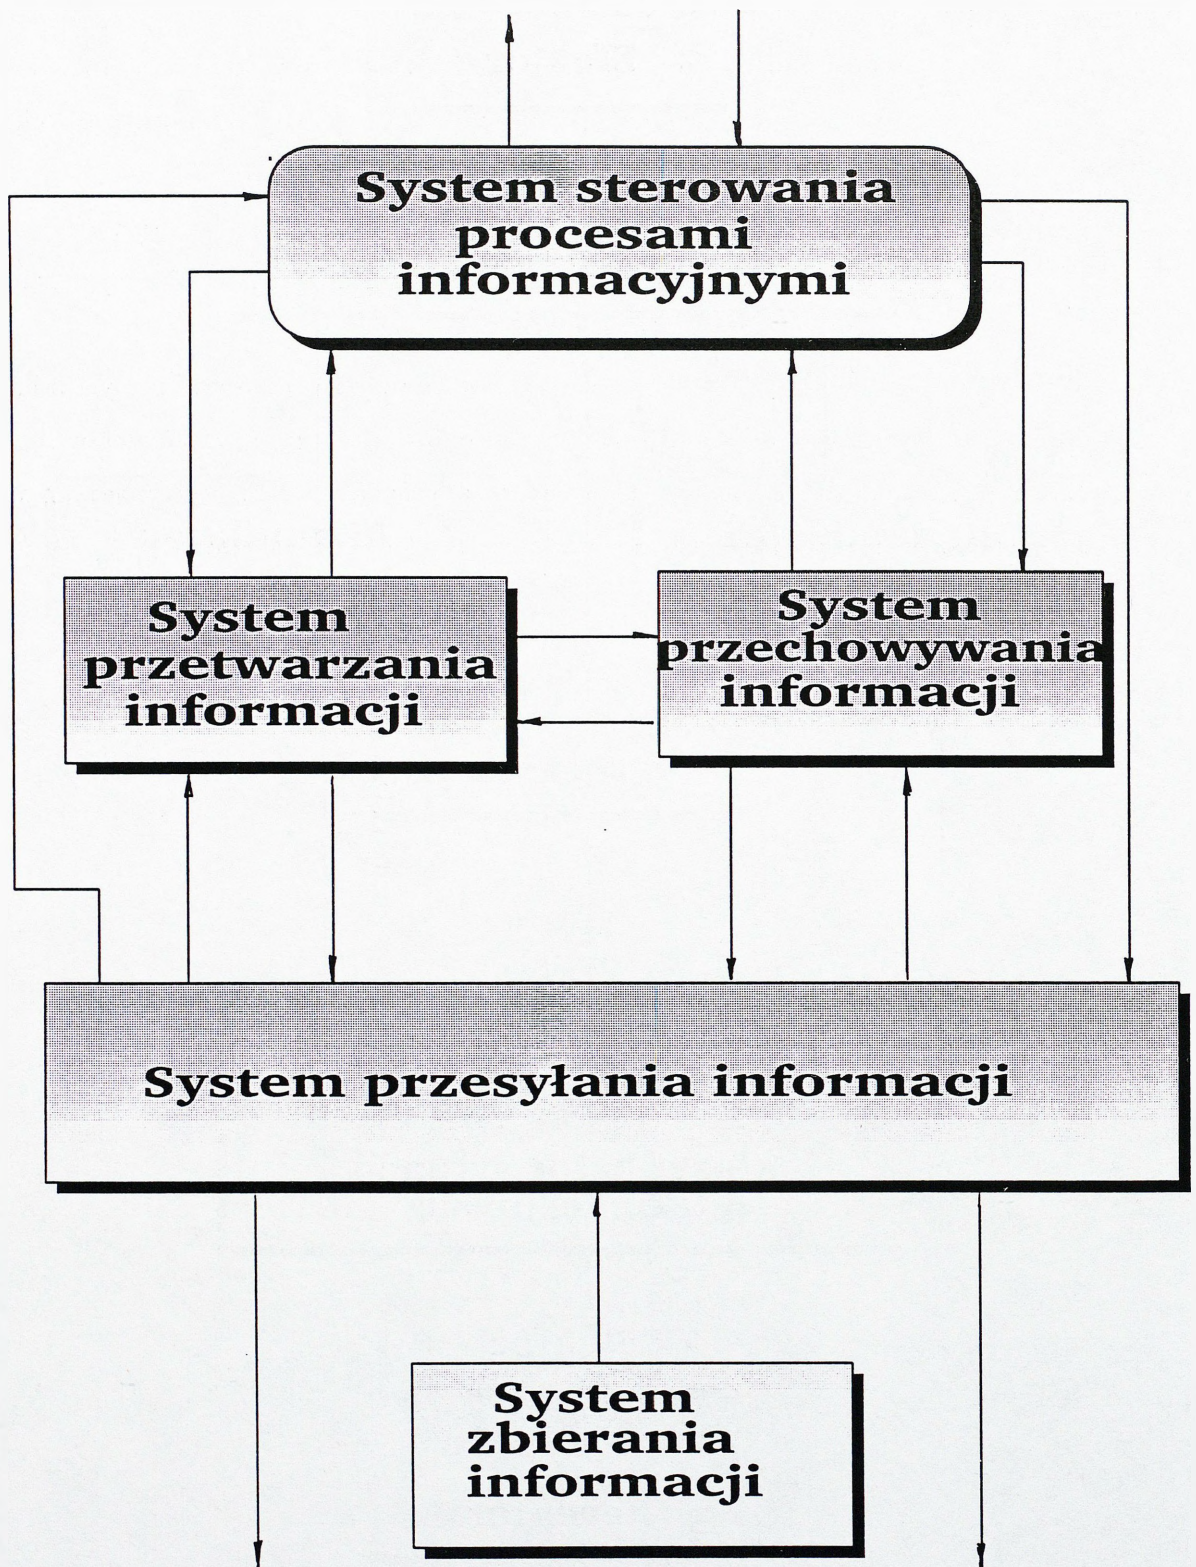 System sterowania
procesami
informacyjnymi
System
przetwarzania
informacji
System
przechowywania
informacji
System przesyłania informacji
System
zbierania
informacji